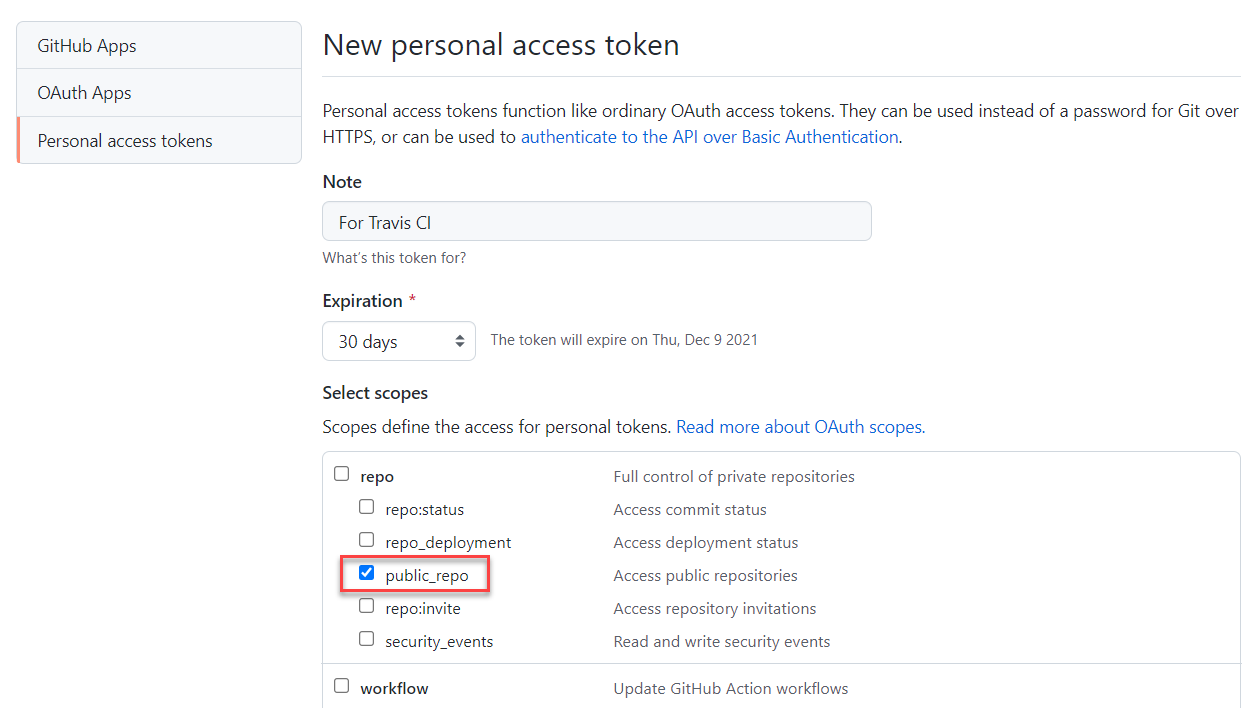 GitHub Apps
OAuth Apps
Personal access tokens
New personal access token
Personal access tokens function like ordinary OAuth access tokens. They can be used instead of a password for Git over
HTTPS, or can be used to authenticate to the API over Basic Authentication.
Note
For Travis CI
What's this token for?
Expiration *
30 days The token will expire on Thu, Dec 9 2021
Select scopes
Scopes define the access for personal tokens. Read more about OAuth scopes.
repo Full control of private repositories
repo:status Access commit status
repo_deployment Access deployment status
public_repo Access public repositories
repo:invite Access repository invitations
security_events Read and write security events
workflow Update GitHub Action workflows